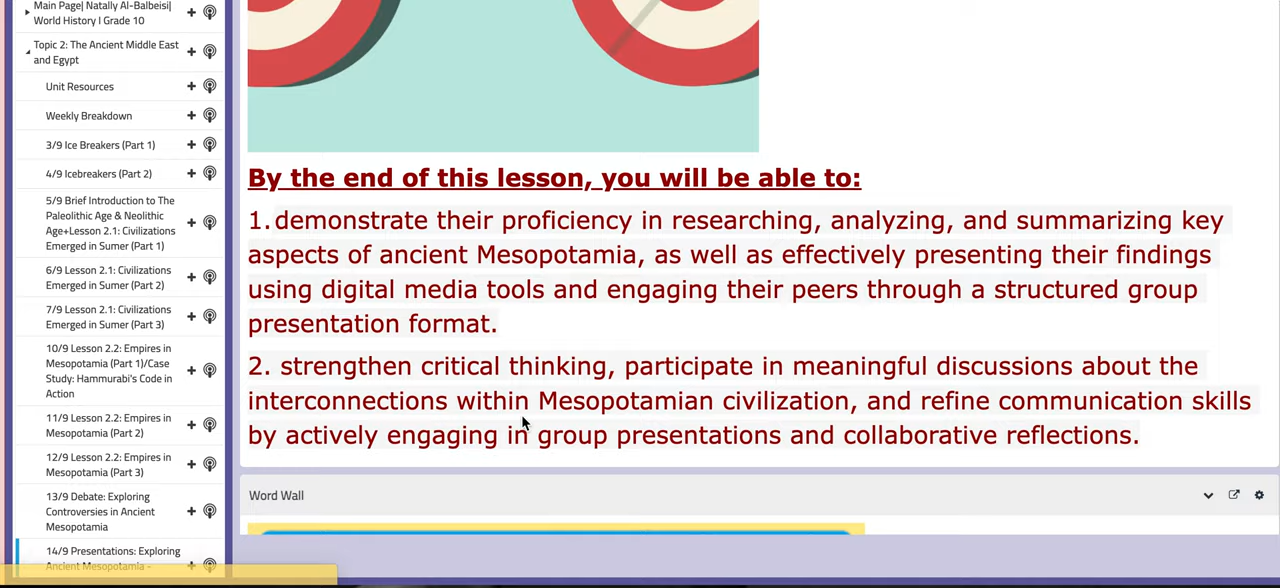 Main Page| Natally Al-Balbeisi|
World History I Grade 10
Topic 2: The Ancient Middle East
and Egypt
Unit Resources
Weekly Breakdown
3/9 Ice Breakers (Part 1)
4/9 Icebreakers (Part 2)
5/9 Brief Introduction to The
Paleolithic Age & Neolithic
Age+Lesson 2.1: Civilizations
Emerged in Sumer (Part 1)
6/9 Lesson 2.1: Civilizations
Emerged in Sumer (Part 2)
7/9 Lesson 2.1: Civilizations
Emerged in Sumer (Part 3)
10/9 Lesson 2.2: Empires in
Mesopotamia (Part 1)/Case
Study: Hammurabi's Code in
Action
11/9 Lesson 2.2: Empires in
Mesopotamia (Part 2)
12/9 Lesson 2.2: Empires in
Mesopotamia (Part 3)
13/9 Debate: Exploring
Controversies in Ancient
Mesopotamia
14/9 Presentations: Exploring
Ancient Mesopotamia -
By the end of this lesson, you will be able to:
1. demonstrate their proficiency in researching, analyzing, and summarizing key
aspects of ancient Mesopotamia, as well as effectively presenting their findings
using digital media tools and engaging their peers through a structured group
presentation format.
2. strengthen critical thinking, participate in meaningful discussions about the
interconnections within Mesopotamian civilization, and refine communication skills
by actively engaging in group presentations and collaborative reflections.
Word Wall